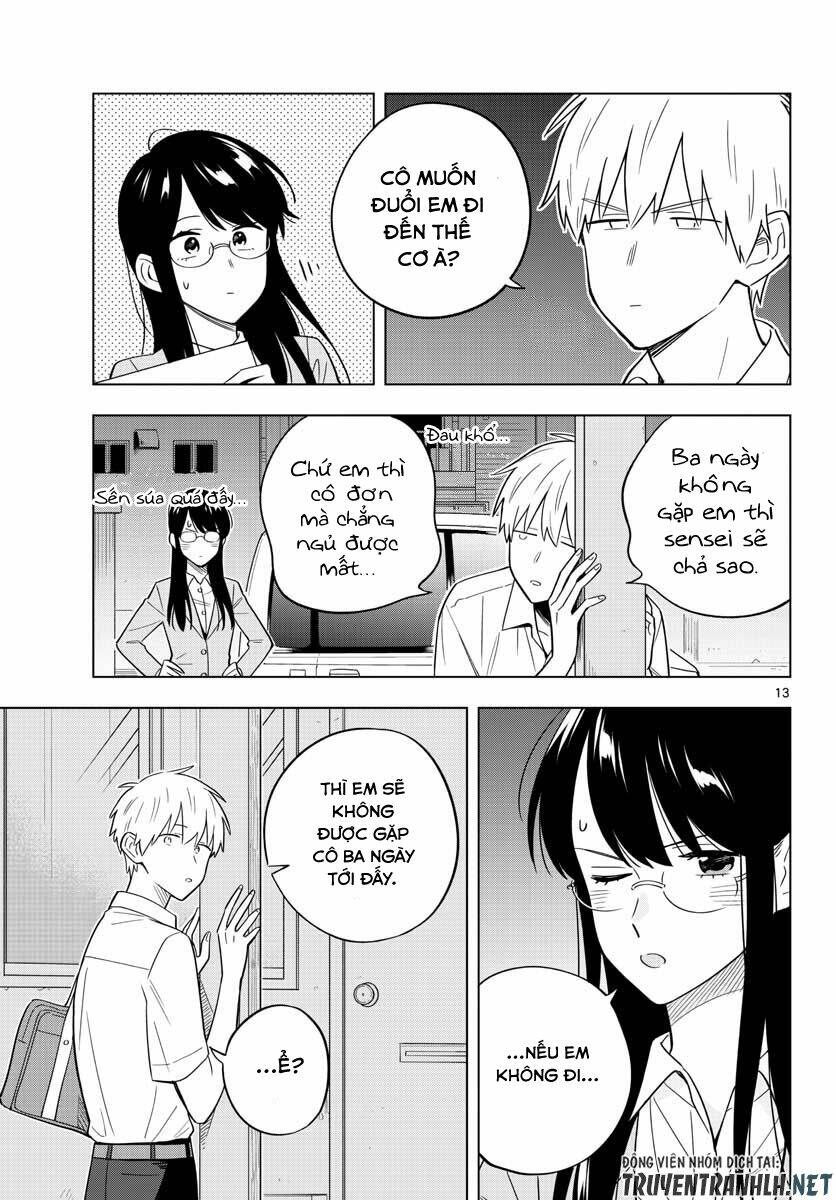 CÔ MUỐN
ĐUỔI EM ĐI
ĐẾN THẾ
CƠ À?
Ba ngày
không
gặp em thì
sensei sẽ
chả sao.
Đau khổ...
Chứ em thì
cô đơn
mà chẳng
ngủ được
mất...
Sến súa quá đấy...
13
...NẾU EM
KHÔNG ĐI...
THÌ EM SẼ
KHÔNG
ĐƯỢC GẶP
CÔ BA NGÀY
TỚI ĐẤY.
...Ể?
ĐỘNG VIÊN NHÓM DỊCH TẠI:
TRUYENTRANHLH.NET